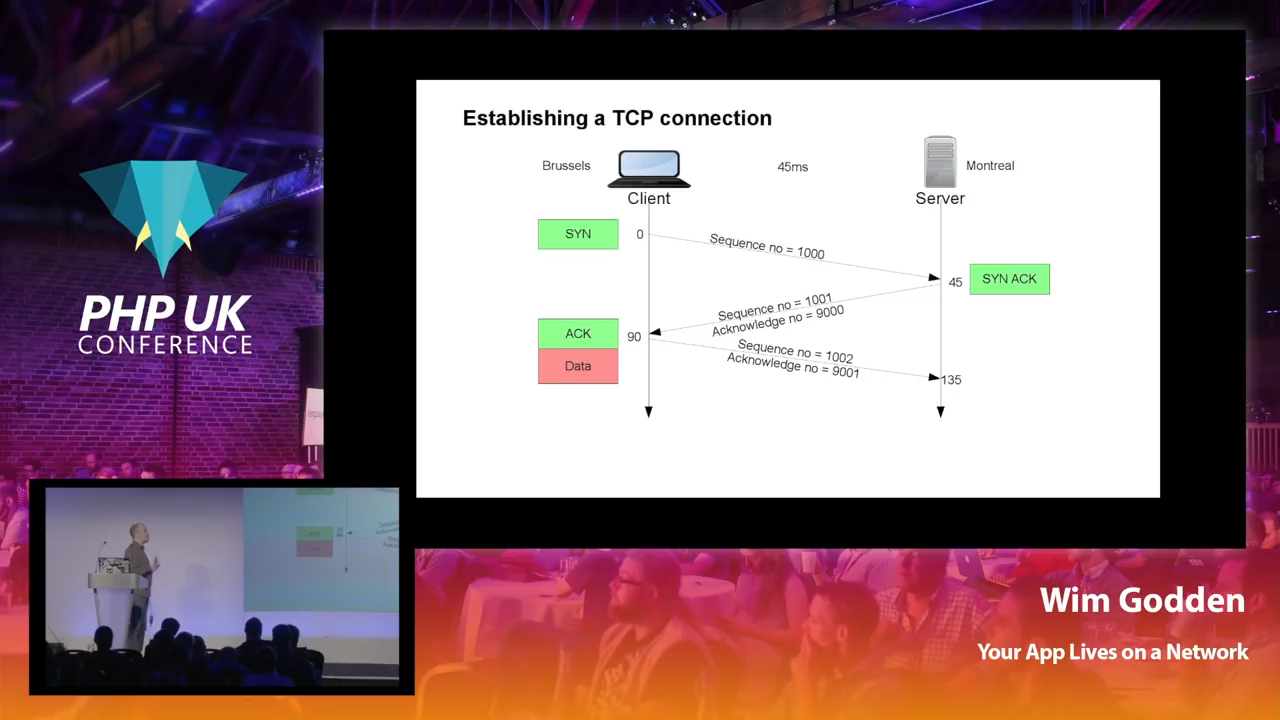 PHP UK
CONFERENCE
Establishing a TCP connection
Brussels
45ms
Montreal
Client
Server
SYN
0
Sequence no = 1000
45
SYN ACK
Sequence no = 1001
Acknowledge no = 9000
ACK
90
Data
Sequence no = 1002
Acknowledge no = 9001
135
Wim Godden
Your App Lives on a Network